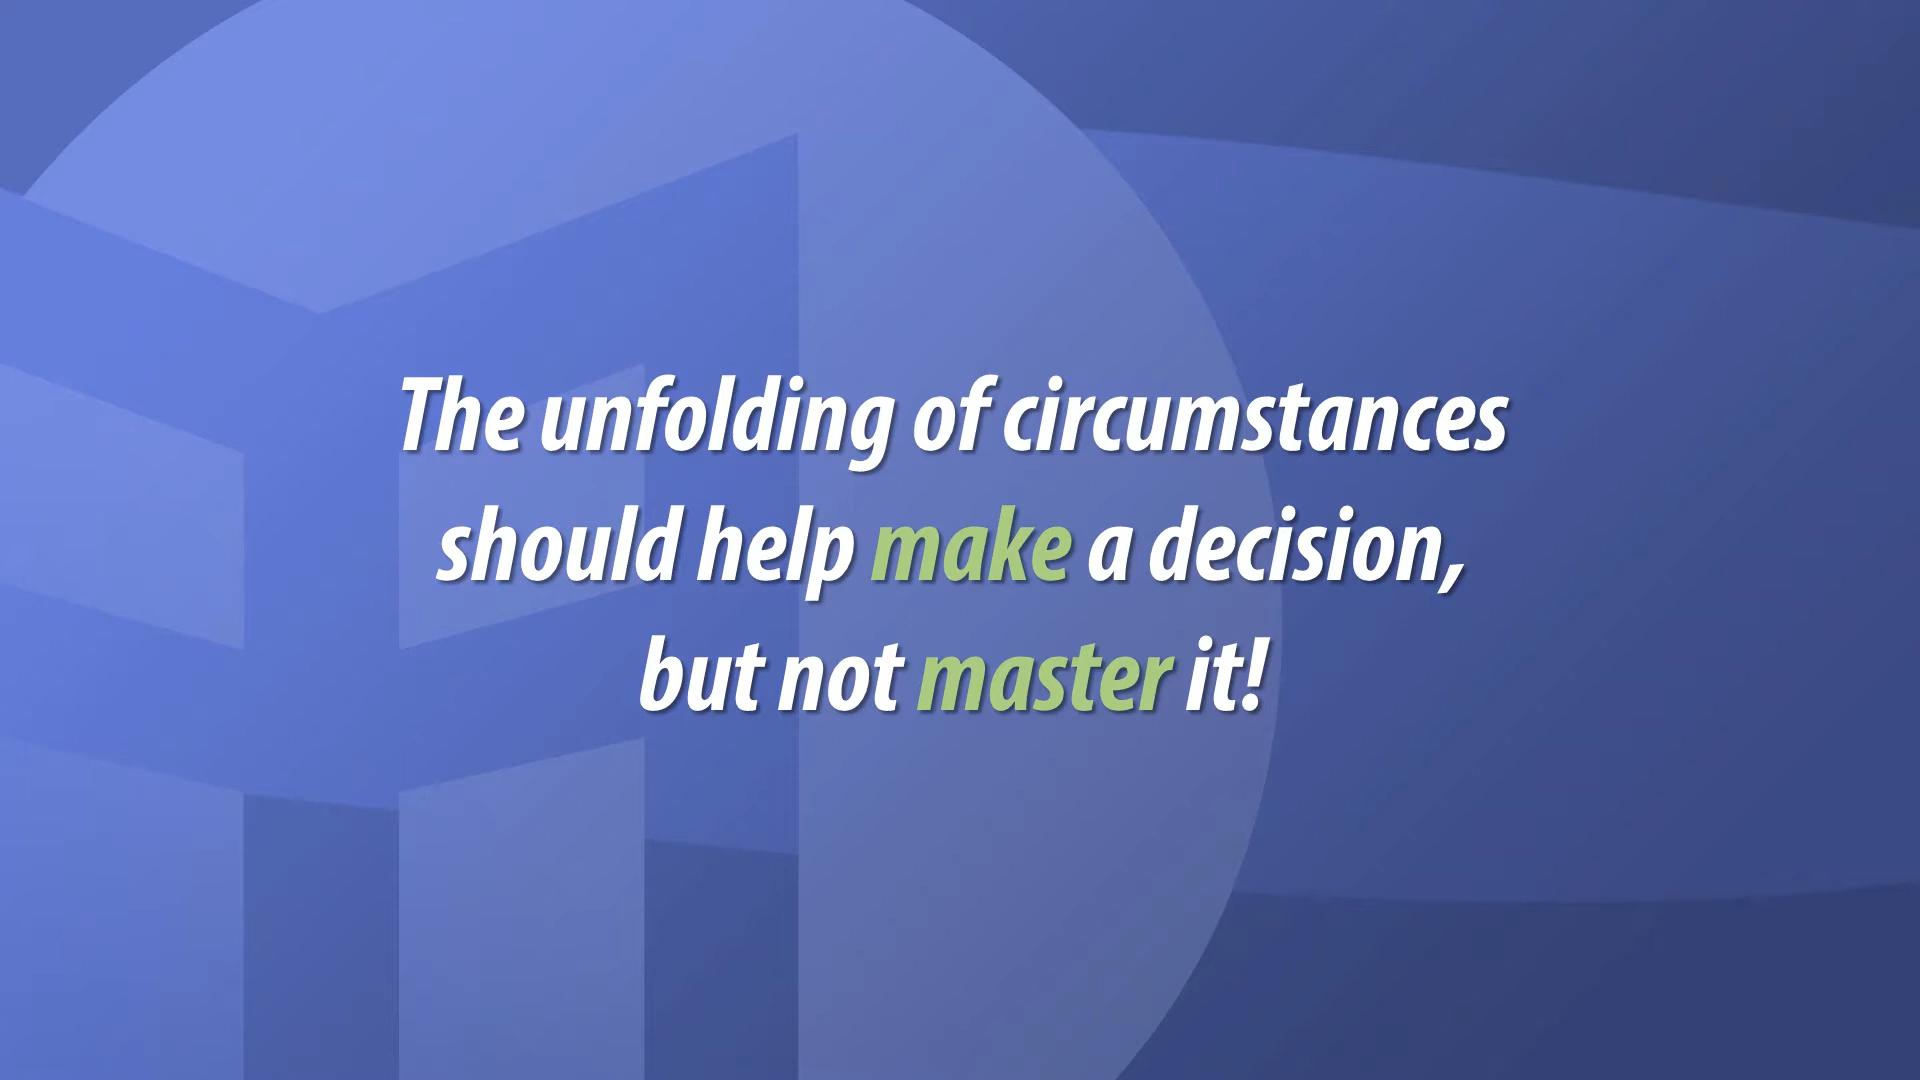 The unfolding of circumstances
should help make a decision,
but not master it!